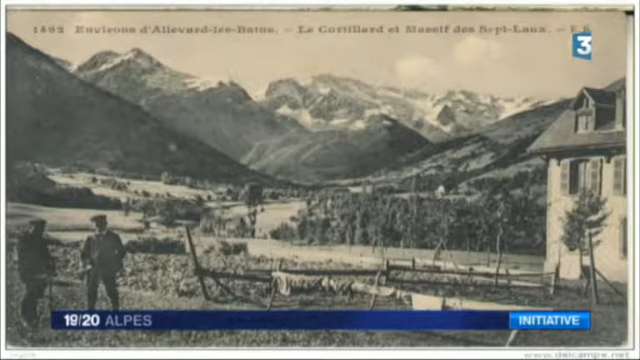 1892 Environs d'Allevard-les-Bains. - Le Curtillard et Massif des Sept-Laux. - E.R.
3
19/20 ALPES
INITIATIVE
www.delcampe.net